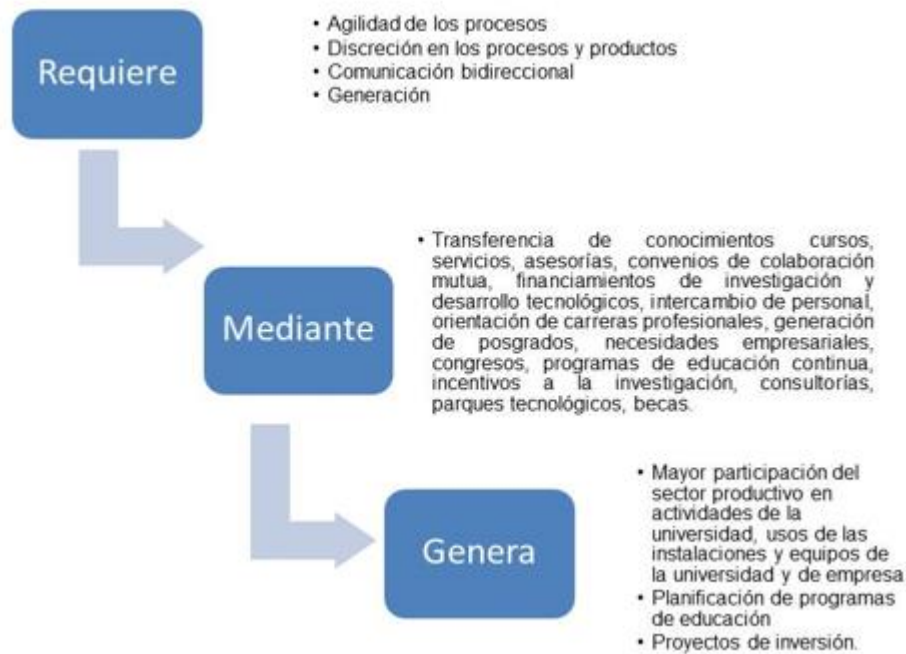 Requiere
• Agilidad de los procesos
• Discreción en los procesos y productos
• Comunicación bidireccional
• Generación
Mediante
• Transferencia de conocimientos cursos,
servicios, asesorías, convenios de colaboración
mutua, financiamientos de investigación y
desarrollo tecnológicos, intercambio de personal,
orientación de carreras profesionales, generación
de posgrados, necesidades empresariales,
congresos, programas de educación continua,
incentivos a la investigación, consultorías,
parques tecnológicos, becas.
Genera
• Mayor participación del
sector productivo en
actividades de la
universidad, usos de las
instalaciones y equipos de
la universidad y de empresa
• Planificación de programas
de educación
• Proyectos de inversión.